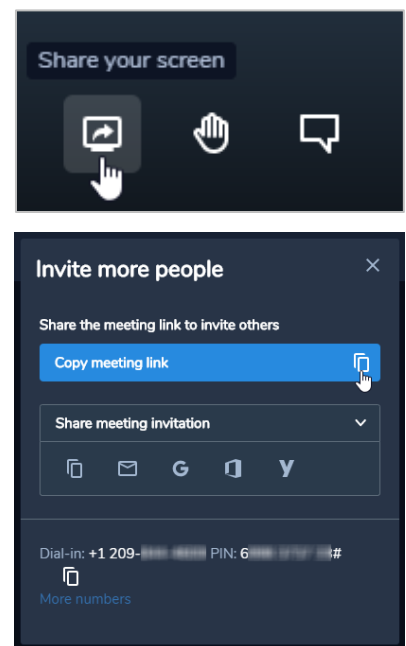 Share your screen
Invite more people
Share the meeting link to invite others
Copy meeting link
Share meeting invitation
Dial-in: +1 209- PIN: 6 #
More numbers